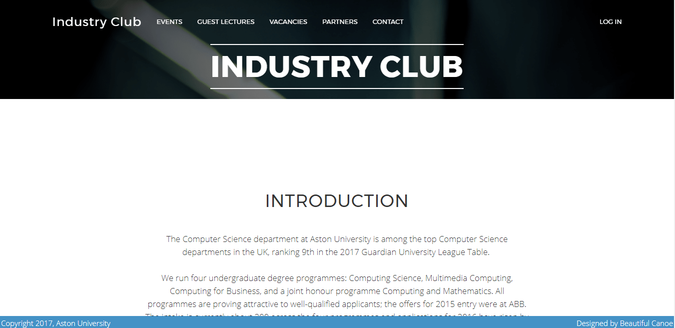 Industry Club EVENTS GUEST LECTURES VACANCIES PARTNERS CONTACT LOG IN
INDUSTRY CLUB
INTRODUCTION
The Computer Science department at Aston University is among the top Computer Science
departments in the UK, ranking 9th in the 2017 Guardian University League Table.
We run four undergraduate degree programmes: Computing Science, Multimedia Computing,
Computing for Business, and a joint honour programme Computing and Mathematics. All
programmes are proving attractive to well-qualified applicants: the offers for 2015 entry were at ABB.
Copyright 2017, Aston University Designed by Beautiful Canoe